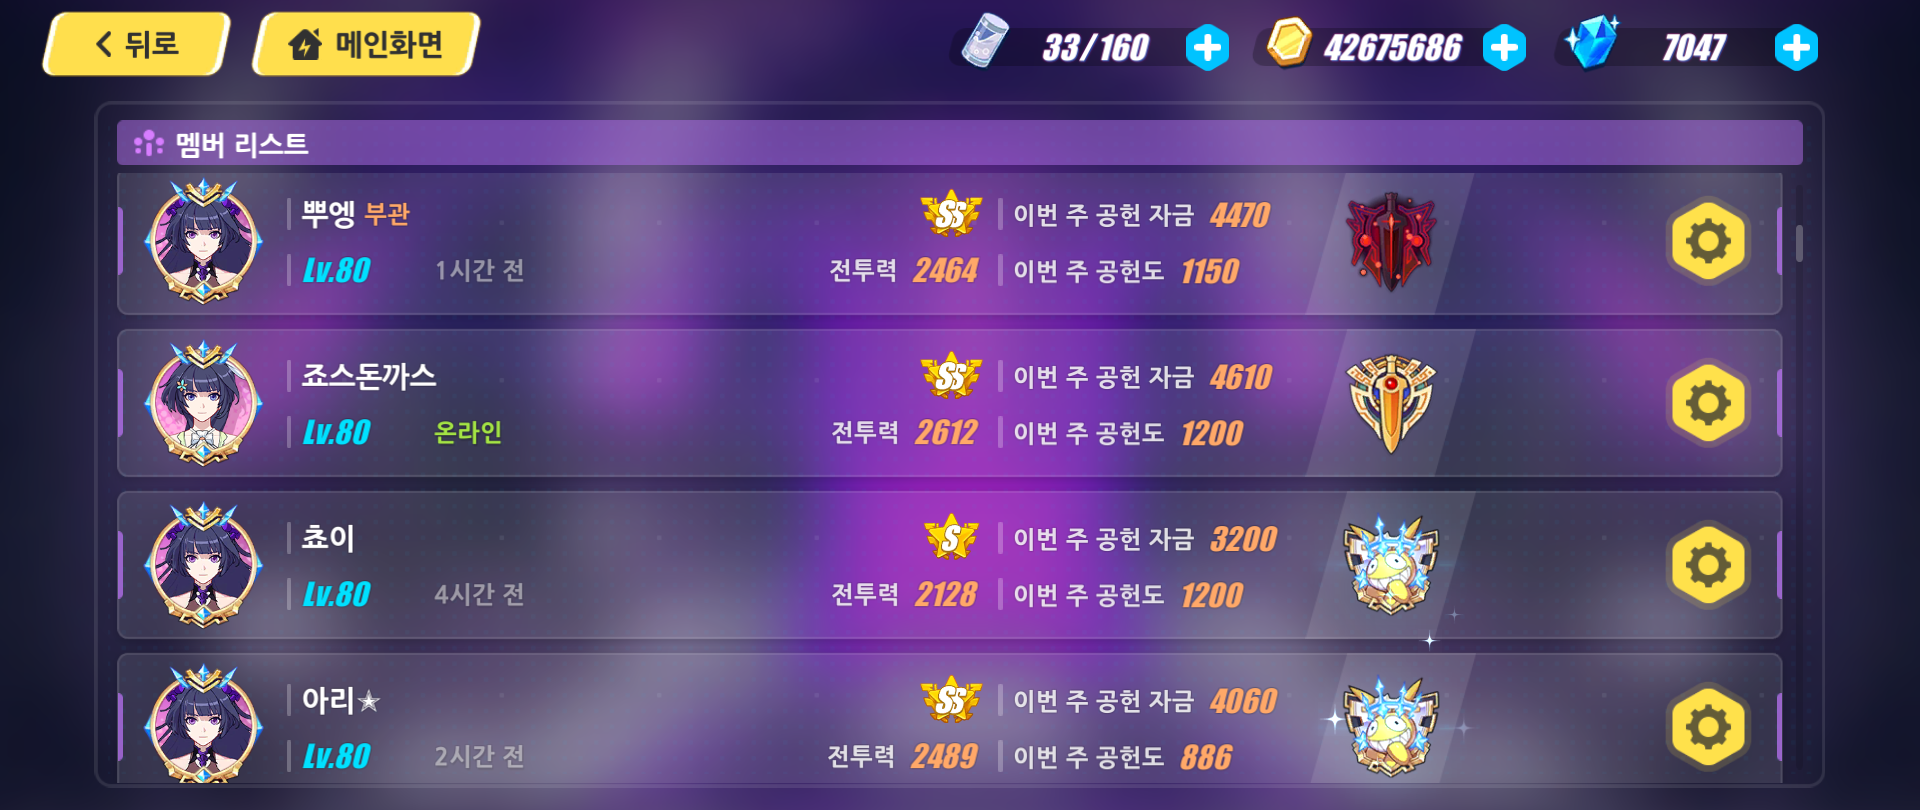 뒤로
메인화면
33/160
42675686
7047
멤버 리스트
뿌엥 부관
SS
이번 주 공헌 자금 4470
Lv.80
1시간 전
전투력 2464
이번 주 공헌도 1150
죠스돈까스
SS
이번 주 공헌 자금 4610
Lv.80
온라인
전투력 2612
이번 주 공헌도 1200
쵸이
S
이번 주 공헌 자금 3200
Lv.80
4시간 전
전투력 2128
이번 주 공헌도 1200
아리★
SS
이번 주 공헌 자금 4060
Lv.80
2시간 전
전투력 2489
이번 주 공헌도 886